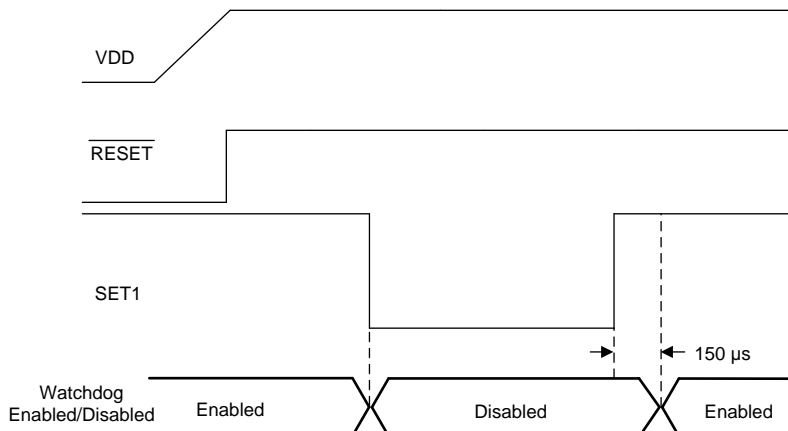 VDD
RESET
SET1
150 µs
Watchdog
Enabled/Disabled
Enabled
Disabled
Enabled